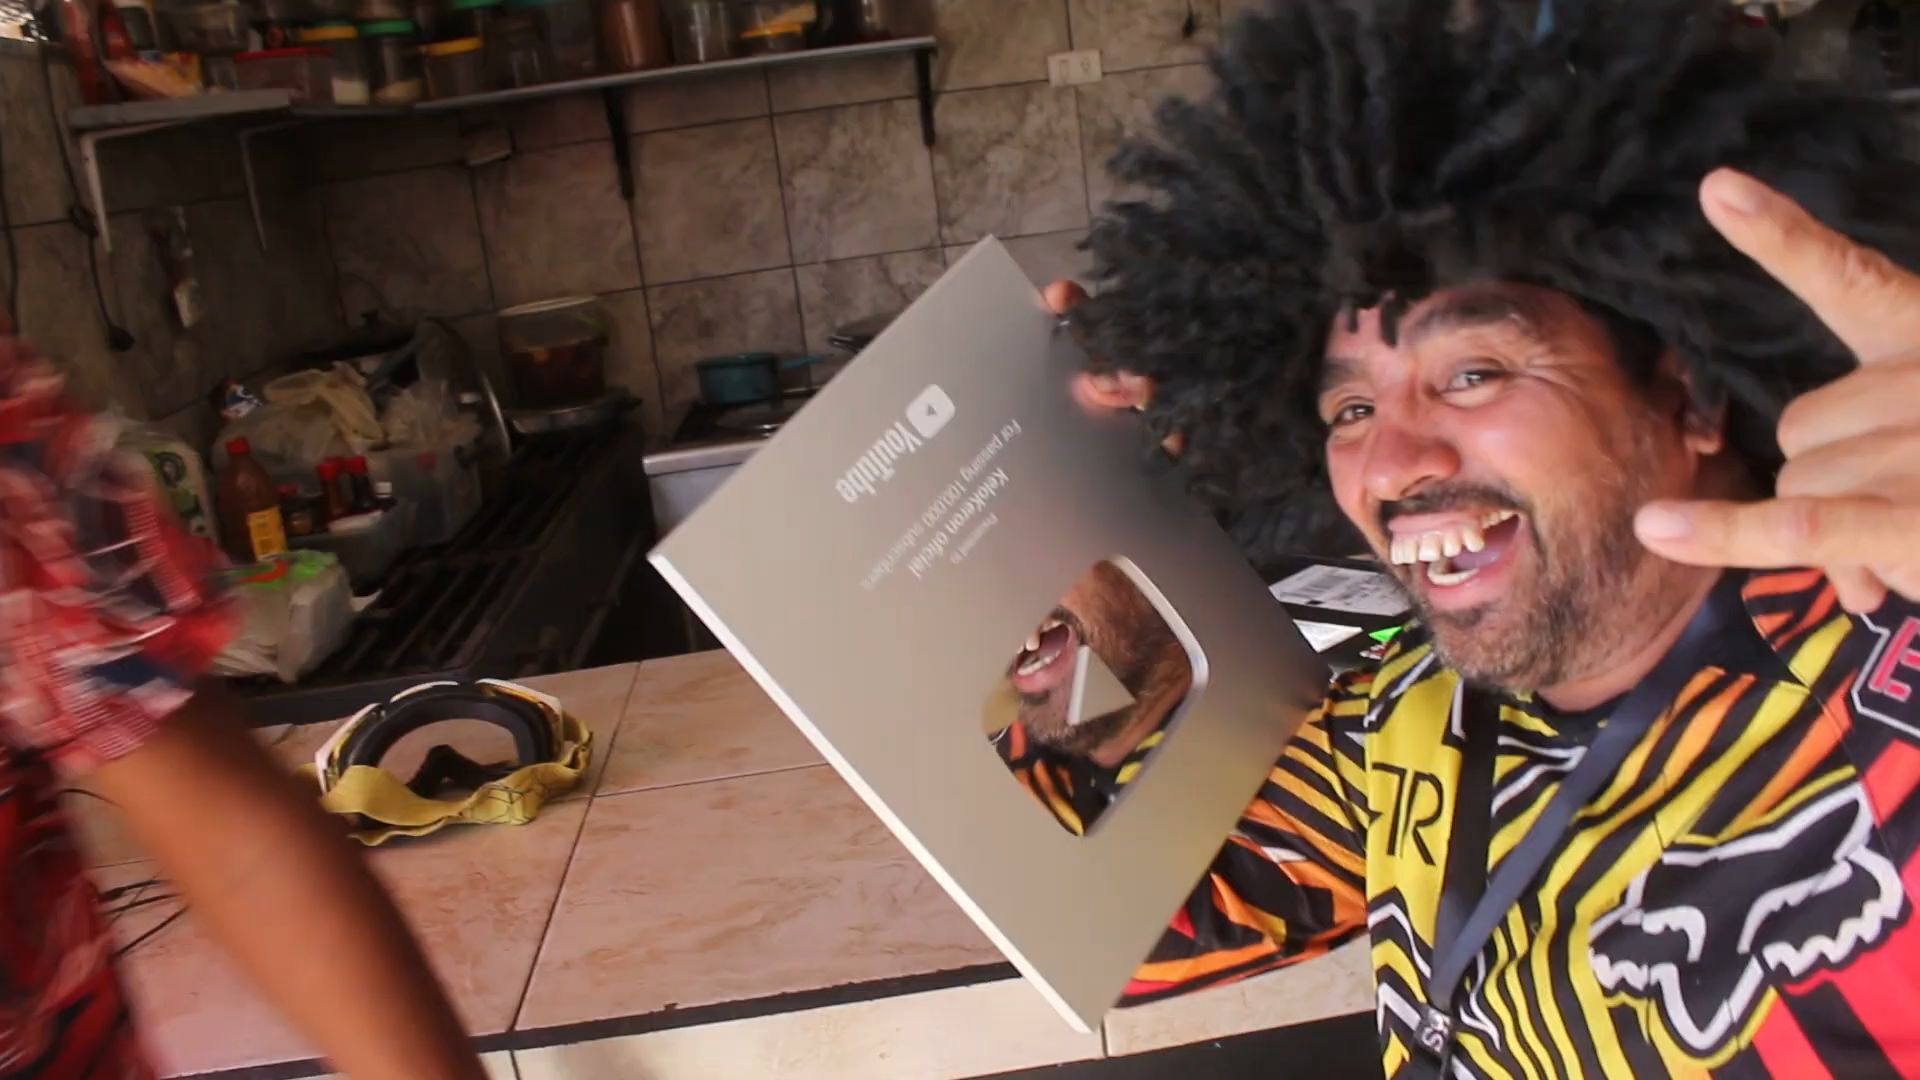 YouTube
Presented to
KeloKeron oficial
For passing 100,000 subscribers